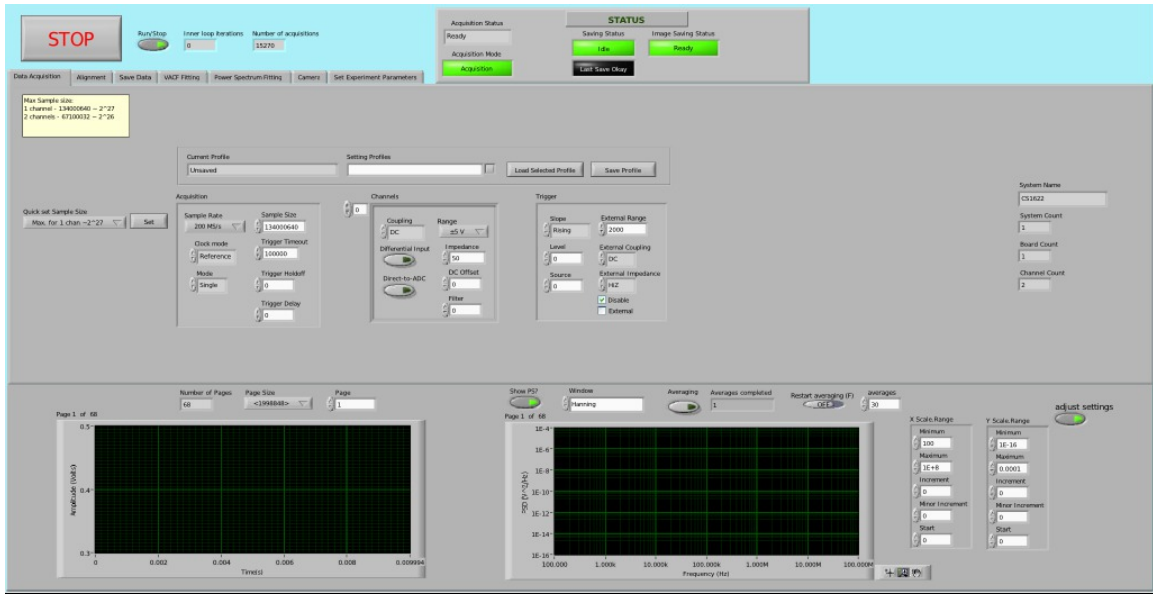 STOP
Run/Stop
Inner loop iterations
0
Number of acquisitions
15270
Acquisition Status
Ready
Acquisition Mode
Acquisition
STATUS
Saving Status
Idle
Image Saving Status
Ready
Last Save Okay
Data Acquisition
Alignment
Save Data
VACF Fitting
Power Spectrum Fitting
Camera
Set Experiment Parameters
Max Sample size:
1 channel - 134000640 ~ 2^27
2 channels - 67100032 ~ 2^26
Current Profile
Unsaved
Setting Profiles
Load Selected Profile
Save Profile
System Name
CS1622
System Count
1
Board Count
1
Channel Count
2
Quick set Sample Size
Max. for 1 chan ~2^27
Set
Acquisition
Sample Rate
200 MS/s
Sample Size
134000640
Clock mode
Reference
Trigger Timeout
100000
Mode
Single
Trigger Holdoff
0
Trigger Delay
0
Channels
0
Coupling
DC
Range
±5 V
Differential Input
Impedance
50
Direct-to-ADC
DC Offset
0
Filter
0
Trigger
Slope
Rising
External Range
2000
Level
0
External Coupling
DC
Source
0
External Impedance
HiZ
Disable
External
Number of Pages
68
Page Size
<1998848>
Page
1
Page 1 of 68
0.5
0.4
0.3
Amplitude (Volts)
0
0.002
0.004
0.006
0.008
0.009994
Time(s)
Show PS?
Window
Hanning
Averaging
Averages completed
1
Restart averaging (F)
OFF
averages
30
adjust settings
Page 1 of 68
1E-4
1E-6
1E-8
1E-10
1E-12
1E-14
1E-16
PSD (V^2/Hz)
100.000
1.000k
10.000k
100.000k
1.000M
10.000M
100.000M
Frequency (Hz)
X Scale.Range
Minimum
100
Maximum
1E+8
Increment
0
Minor Increment
0
Start
0
Y Scale.Range
Minimum
1E-16
Maximum
0.0001
Increment
0
Minor Increment
0
Start
0